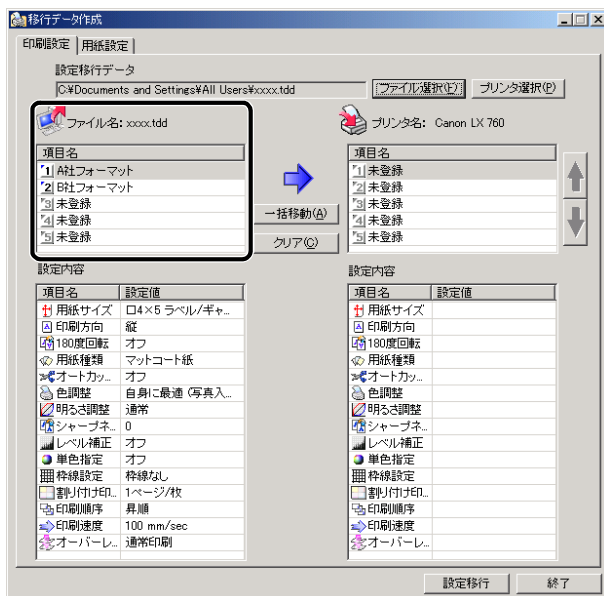 移行データ作成
印刷設定 用紙設定
設定移行データ
C:¥Documents and Settings¥All Users¥xxxx.tdd ファイル選択(E) プリンタ選択(P)
ファイル名: xxxx.tdd
項目名
1 A社フォーマット
2 B社フォーマット
3 未登録
4 未登録
5 未登録
一括移動(A)
クリア(C)
プリンタ名: Canon LX 760
項目名
1 未登録
2 未登録
3 未登録
4 未登録
5 未登録
設定内容
項目名 設定値
用紙サイズ ロ4×5 ラベル/ギャ...
印刷方向 縦
180度回転 オフ
用紙種類 マットコート紙
オートカッ... オフ
色調整 自身に最適 (写真入...
明るさ調整 通常
シャープネ... 0
レベル補正 オフ
単色指定 オフ
枠線設定 枠線なし
割り付け印... 1ページ/枚
印刷順序 昇順
印刷速度 100 mm/sec
オーバーレ... 通常印刷
設定内容
項目名 設定値
用紙サイズ
印刷方向
180度回転
用紙種類
オートカッ...
色調整
明るさ調整
シャープネ...
レベル補正
単色指定
枠線設定
割り付け印...
印刷順序
印刷速度
オーバーレ...
設定移行 終了